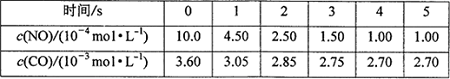 时间/s 0 1 2 3 4 5
c(NO)/(10⁻⁴ mol·L⁻¹) 10.0 4.50 2.50 1.50 1.00 1.00
c(CO)/(10⁻³ mol·L⁻¹) 3.60 3.05 2.85 2.75 2.70 2.70